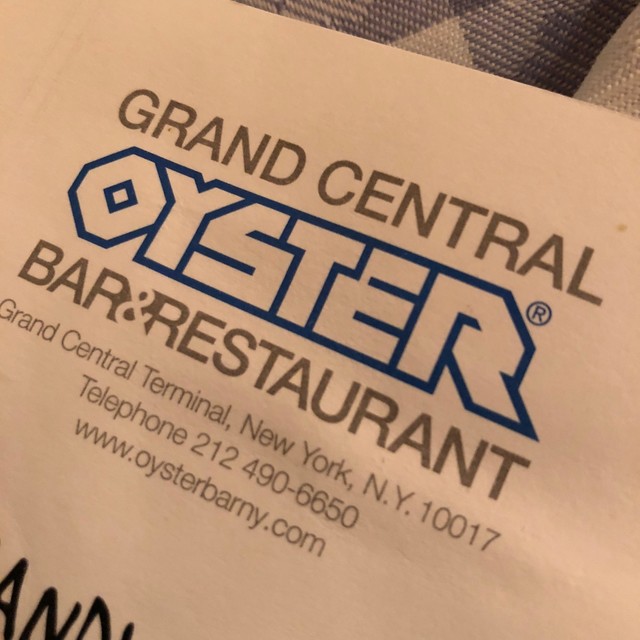 GRAND CENTRAL
OYSTER®
BAR&RESTAURANT
Grand Central Terminal, New York, N.Y. 10017
Telephone 212 490-6650
www.oysterbarny.com